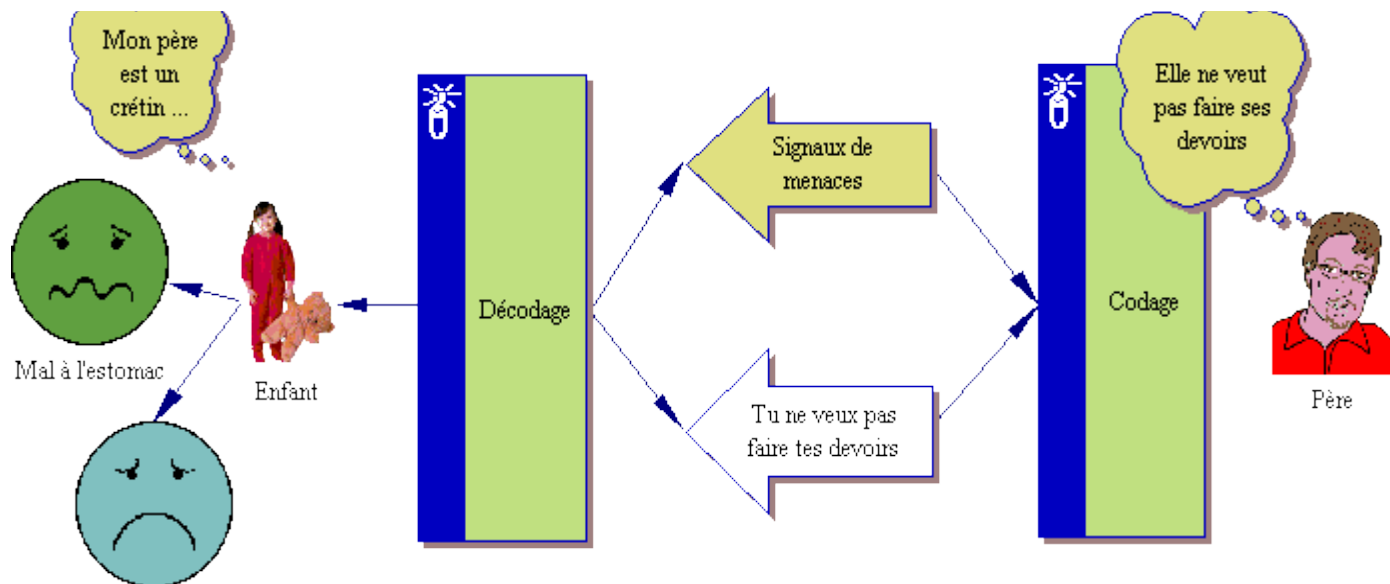 Mon père
est un
crétin ...
Elle ne veut
pas faire ses
devoirs
Signaux de
menaces
Décodage
Codage
Mal à l'estomac
Enfant
Tu ne veux pas
faire tes devoirs
Père